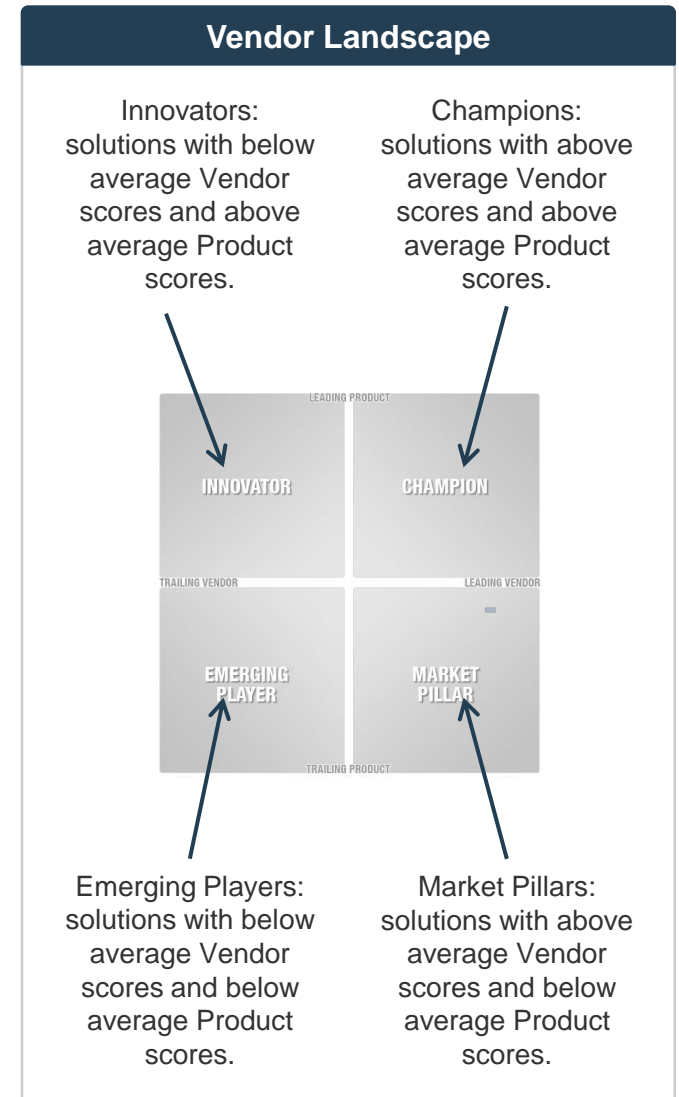 Vendor Landscape
Innovators:
solutions with below
average Vendor
scores and above
average Product
scores.
Champions:
solutions with above
average Vendor
scores and above
average Product
scores.
LEADING PRODUCT
INNOVATOR
CHAMPION
TRAILING VENDOR
LEADING VENDOR
EMERGING
PLAYER
MARKET
PILLAR
TRAILING PRODUCT
Emerging Players:
solutions with below
average Vendor
scores and below
average Product
scores.
Market Pillars:
solutions with above
average Vendor
scores and below
average Product
scores.